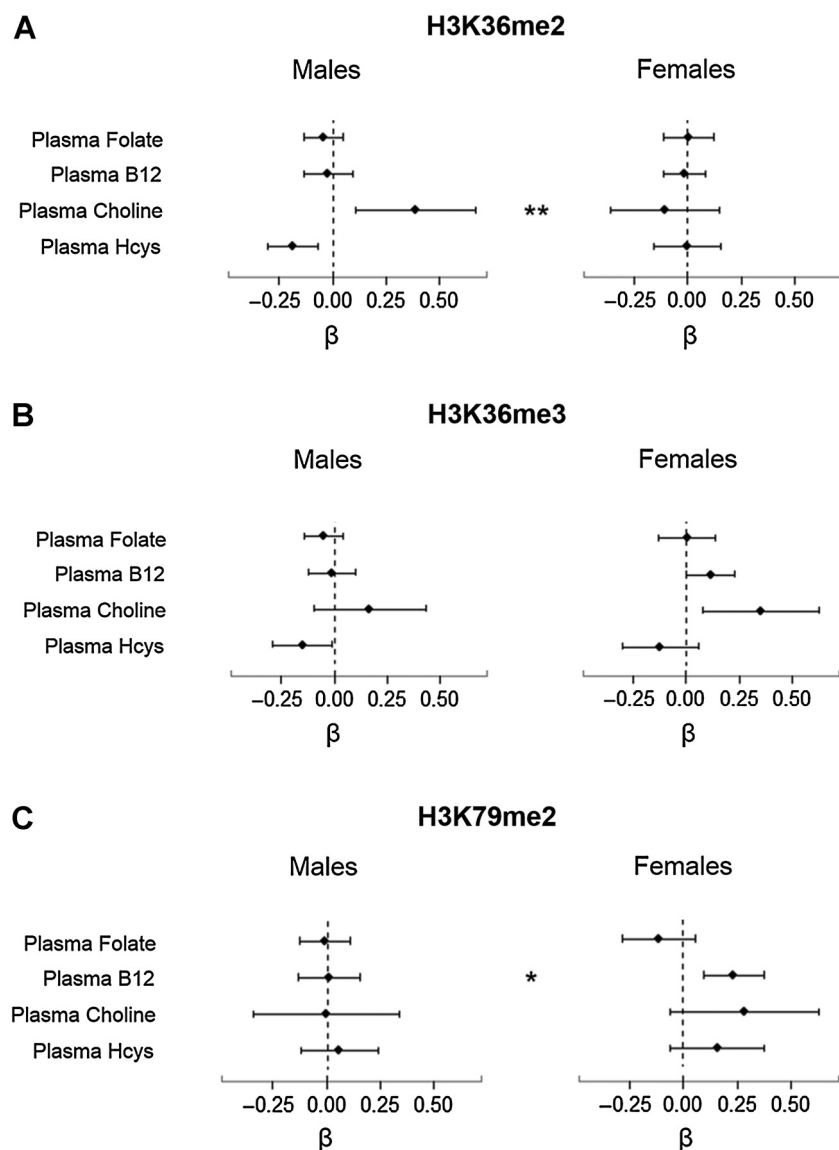 A
H3K36me2
Males Females
Plasma Folate
Plasma B12
Plasma Choline **
Plasma Hcys
−0.25 0.00 0.25 0.50 −0.25 0.00 0.25 0.50
β β
B
H3K36me3
Males Females
Plasma Folate
Plasma B12
Plasma Choline
Plasma Hcys
−0.25 0.00 0.25 0.50 −0.25 0.00 0.25 0.50
β β
C
H3K79me2
Males Females
Plasma Folate
Plasma B12 *
Plasma Choline
Plasma Hcys
−0.25 0.00 0.25 0.50 −0.25 0.00 0.25 0.50
β β